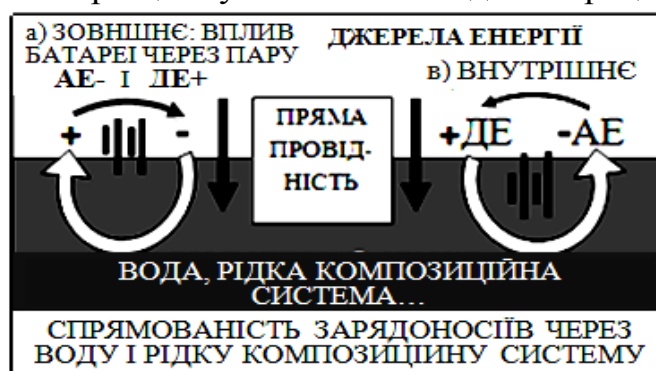 а) ЗОВНІШНЄ: ВПЛИВ
БАТАРЕЇ ЧЕРЕЗ ПАРУ
АЕ- І ДЕ+
ДЖЕРЕЛА ЕНЕРГІЇ
в) ВНУТРІШНЄ
+ -
ПРЯМА
ПРОВІД-
НІСТЬ
+ДЕ -АЕ
ВОДА, РІДКА КОМПОЗИЦІЙНА
СИСТЕМА...
СПРЯМОВАНІСТЬ ЗАРЯДОНОСІЇВ ЧЕРЕЗ
ВОДУ І РІДКУ КОМПОЗИЦІЙНУ СИСТЕМУ